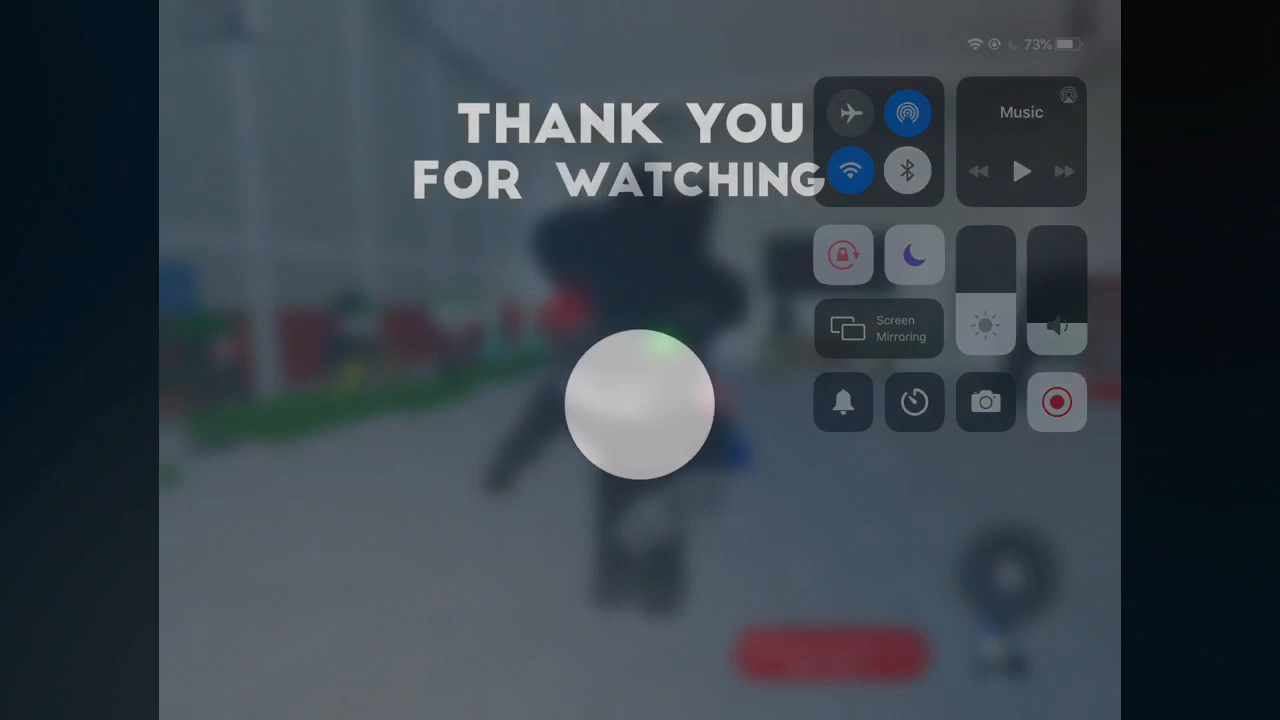 73%
THANK YOU
FOR WATCHING
Music
Screen
Mirroring